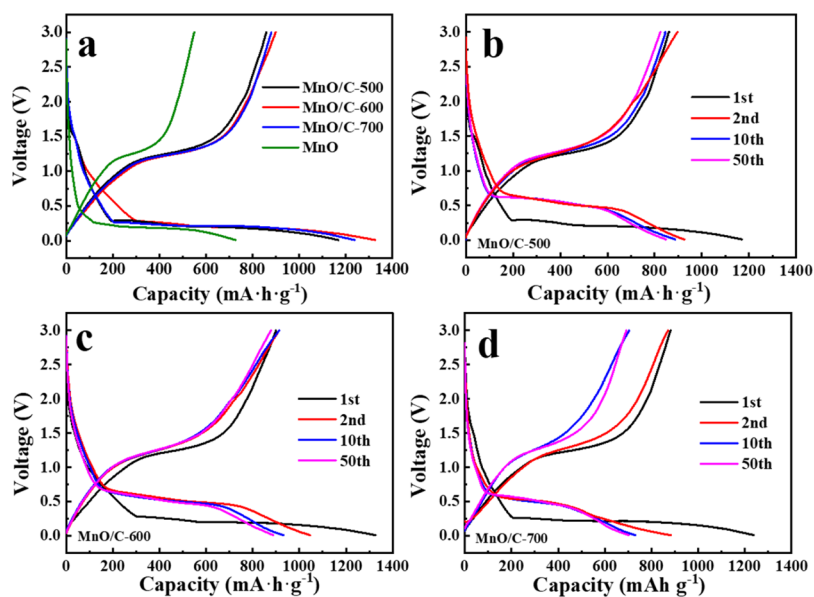 a
3.0
2.5
2.0
1.5
1.0
0.5
0.0
Voltage (V)
MnO/C-500
MnO/C-600
MnO/C-700
MnO
0 200 400 600 800 1000 1200 1400
Capacity (mA·h·g⁻¹)
b
3.0
2.5
2.0
1.5
1.0
0.5
0.0
Voltage (V)
1st
2nd
10th
50th
MnO/C-500
0 200 400 600 800 1000 1200 1400
Capacity (mA·h·g⁻¹)
c
3.0
2.5
2.0
1.5
1.0
0.5
0.0
Voltage (V)
1st
2nd
10th
50th
MnO/C-600
0 200 400 600 800 1000 1200 1400
Capacity (mA·h·g⁻¹)
d
3.0
2.5
2.0
1.5
1.0
0.5
0.0
Voltage (V)
1st
2nd
10th
50th
MnO/C-700
0 200 400 600 800 1000 1200 1400
Capacity (mAh g⁻¹)